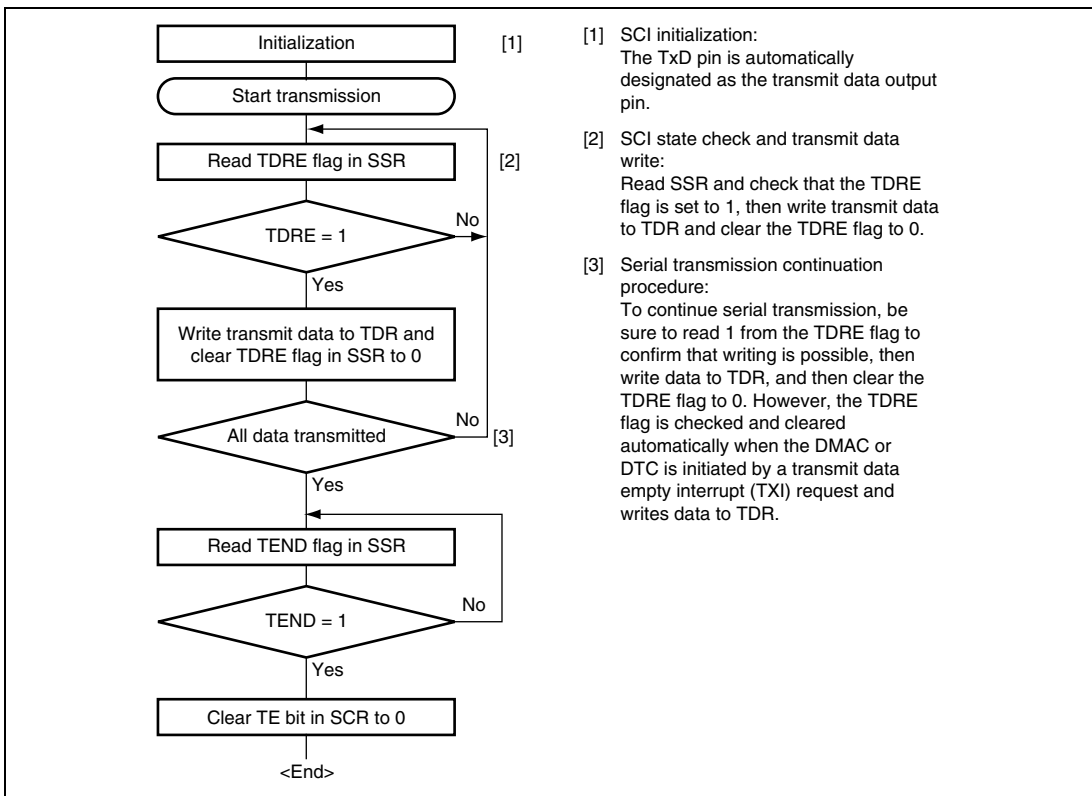 Initialization
[1]
Start transmission
Read TDRE flag in SSR
[2]
No
TDRE = 1
Yes
Write transmit data to TDR and
clear TDRE flag in SSR to 0
No
All data transmitted
[3]
Yes
Read TEND flag in SSR
No
TEND = 1
Yes
Clear TE bit in SCR to 0
<End>
[1] SCI initialization:
The TxD pin is automatically
designated as the transmit data output
pin.
[2] SCI state check and transmit data
write:
Read SSR and check that the TDRE
flag is set to 1, then write transmit data
to TDR and clear the TDRE flag to 0.
[3] Serial transmission continuation
procedure:
To continue serial transmission, be
sure to read 1 from the TDRE flag to
confirm that writing is possible, then
write data to TDR, and then clear the
TDRE flag to 0. However, the TDRE
flag is checked and cleared
automatically when the DMAC or
DTC is initiated by a transmit data
empty interrupt (TXI) request and
writes data to TDR.